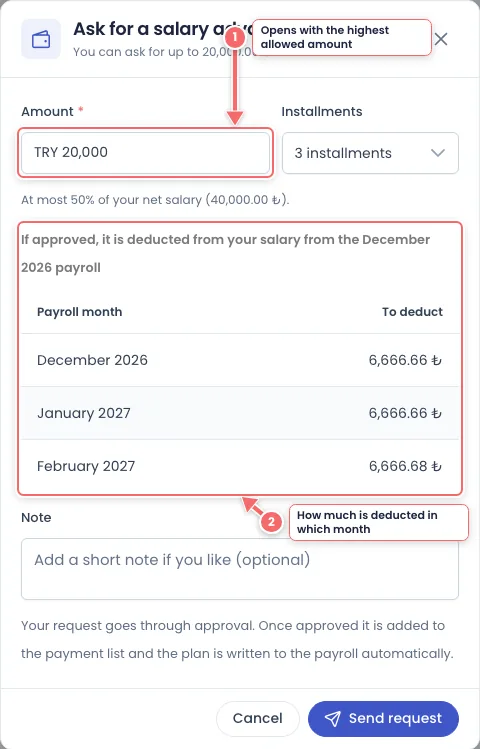 Ask for a salary adv
1
Opens with the highest
allowed amount
You can ask for up to 20,00
Amount *
Installments
TRY 20,000
3 installments
At most 50% of your net salary (40,000.00 ₺).
If approved, it is deducted from your salary from the December
2026 payroll
Payroll month
To deduct
December 2026
6,666.66 ₺
January 2027
6,666.66 ₺
February 2027
6,666.68 ₺
Note
2
How much is deducted in
which month
Add a short note if you like (optional)
Your request goes through approval. Once approved it is added to
the payment list and the plan is written to the payroll automatically.
Cancel
Send request